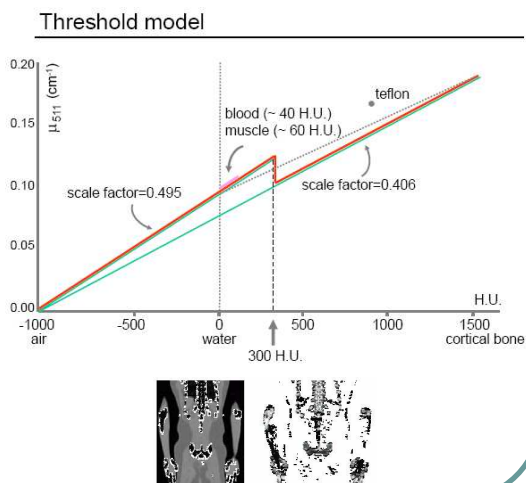 Threshold model
0.20
0.15
0.10
0.05
0.00
μ511 (cm-1)
teflon
blood (~ 40 H.U.)
muscle (~ 60 H.U.)
scale factor=0.495
scale factor=0.406
H.U.
-1000 -500 0 500 1000 1500
air water cortical bone
300 H.U.